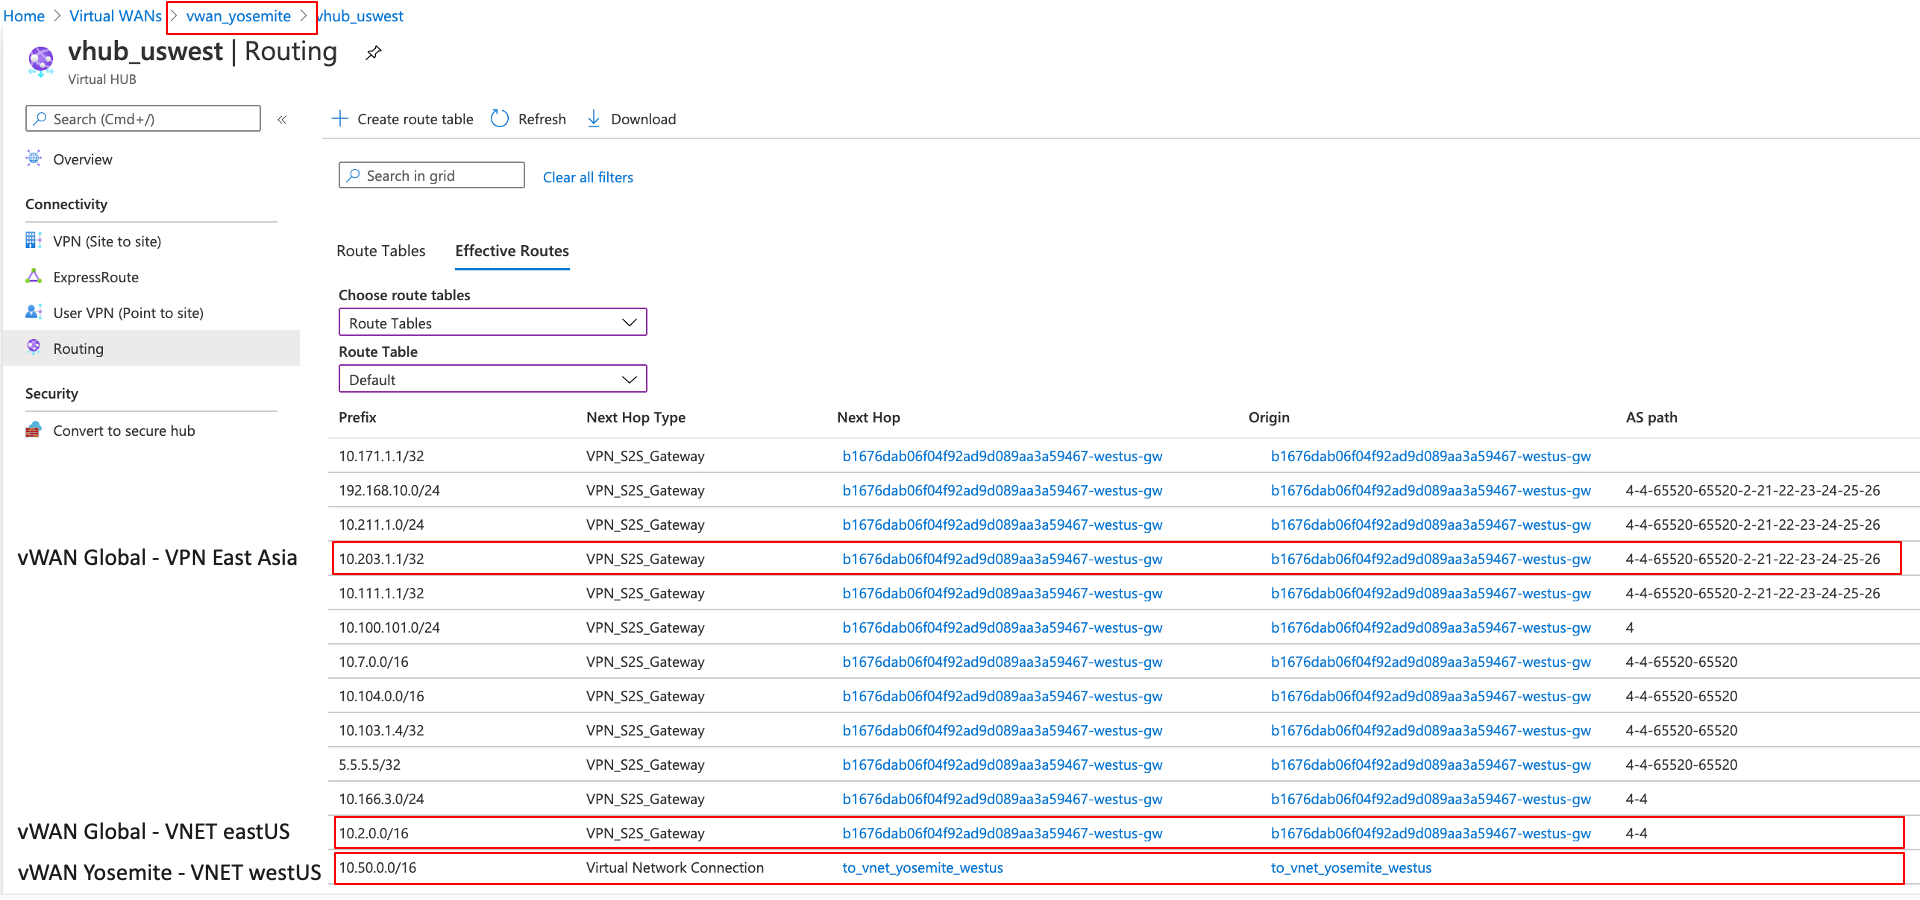 Home > Virtual WANs > vwan_yosemite > vhub_uswest
vhub_uswest | Routing
Virtual HUB
Search (Cmd+/)
«
Overview
Connectivity
VPN (Site to site)
ExpressRoute
User VPN (Point to site)
Routing
Security
Convert to secure hub
Create route table Refresh Download
Search in grid Clear all filters
Route Tables Effective Routes
Choose route tables
Route Tables
Route Table
Default
Prefix Next Hop Type Next Hop Origin AS path
10.171.1.1/32 VPN_S2S_Gateway b1676dab06f04f92ad9d089aa3a59467-westus-gw b1676dab06f04f92ad9d089aa3a59467-westus-gw
192.168.10.0/24 VPN_S2S_Gateway b1676dab06f04f92ad9d089aa3a59467-westus-gw b1676dab06f04f92ad9d089aa3a59467-westus-gw 4-4-65520-65520-2-21-22-23-24-25-26
10.211.1.0/24 VPN_S2S_Gateway b1676dab06f04f92ad9d089aa3a59467-westus-gw b1676dab06f04f92ad9d089aa3a59467-westus-gw 4-4-65520-65520-2-21-22-23-24-25-26
vWAN Global - VPN East Asia 10.203.1.1/32 VPN_S2S_Gateway b1676dab06f04f92ad9d089aa3a59467-westus-gw b1676dab06f04f92ad9d089aa3a59467-westus-gw 4-4-65520-65520-2-21-22-23-24-25-26
10.111.1.1/32 VPN_S2S_Gateway b1676dab06f04f92ad9d089aa3a59467-westus-gw b1676dab06f04f92ad9d089aa3a59467-westus-gw 4-4-65520-65520-2-21-22-23-24-25-26
10.100.101.0/24 VPN_S2S_Gateway b1676dab06f04f92ad9d089aa3a59467-westus-gw b1676dab06f04f92ad9d089aa3a59467-westus-gw 4
10.7.0.0/16 VPN_S2S_Gateway b1676dab06f04f92ad9d089aa3a59467-westus-gw b1676dab06f04f92ad9d089aa3a59467-westus-gw 4-4-65520-65520
10.104.0.0/16 VPN_S2S_Gateway b1676dab06f04f92ad9d089aa3a59467-westus-gw b1676dab06f04f92ad9d089aa3a59467-westus-gw 4-4-65520-65520
10.103.1.4/32 VPN_S2S_Gateway b1676dab06f04f92ad9d089aa3a59467-westus-gw b1676dab06f04f92ad9d089aa3a59467-westus-gw 4-4-65520-65520
5.5.5.5/32 VPN_S2S_Gateway b1676dab06f04f92ad9d089aa3a59467-westus-gw b1676dab06f04f92ad9d089aa3a59467-westus-gw 4-4-65520-65520
10.166.3.0/24 VPN_S2S_Gateway b1676dab06f04f92ad9d089aa3a59467-westus-gw b1676dab06f04f92ad9d089aa3a59467-westus-gw 4-4
vWAN Global - VNET eastUS 10.2.0.0/16 VPN_S2S_Gateway b1676dab06f04f92ad9d089aa3a59467-westus-gw b1676dab06f04f92ad9d089aa3a59467-westus-gw 4-4
vWAN Yosemite - VNET westUS 10.50.0.0/16 Virtual Network Connection to_vnet_yosemite_westus to_vnet_yosemite_westus